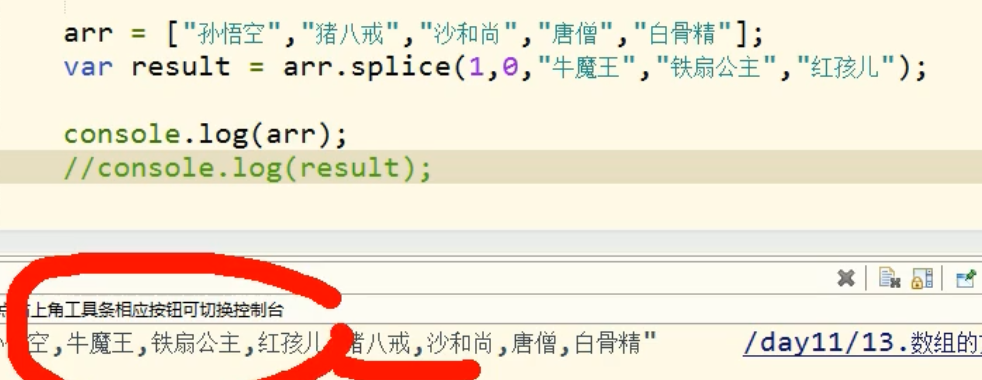 arr = ["孙悟空","猪八戒","沙和尚","唐僧","白骨精"];
var result = arr.splice(1,0,"牛魔王","铁扇公主","红孩儿");
console.log(arr);
//console.log(result);
上角工具条相应按钮可切换控制台
空,牛魔王,铁扇公主,红孩儿 猪八戒,沙和尚,唐僧,白骨精" /day11/13.数组的